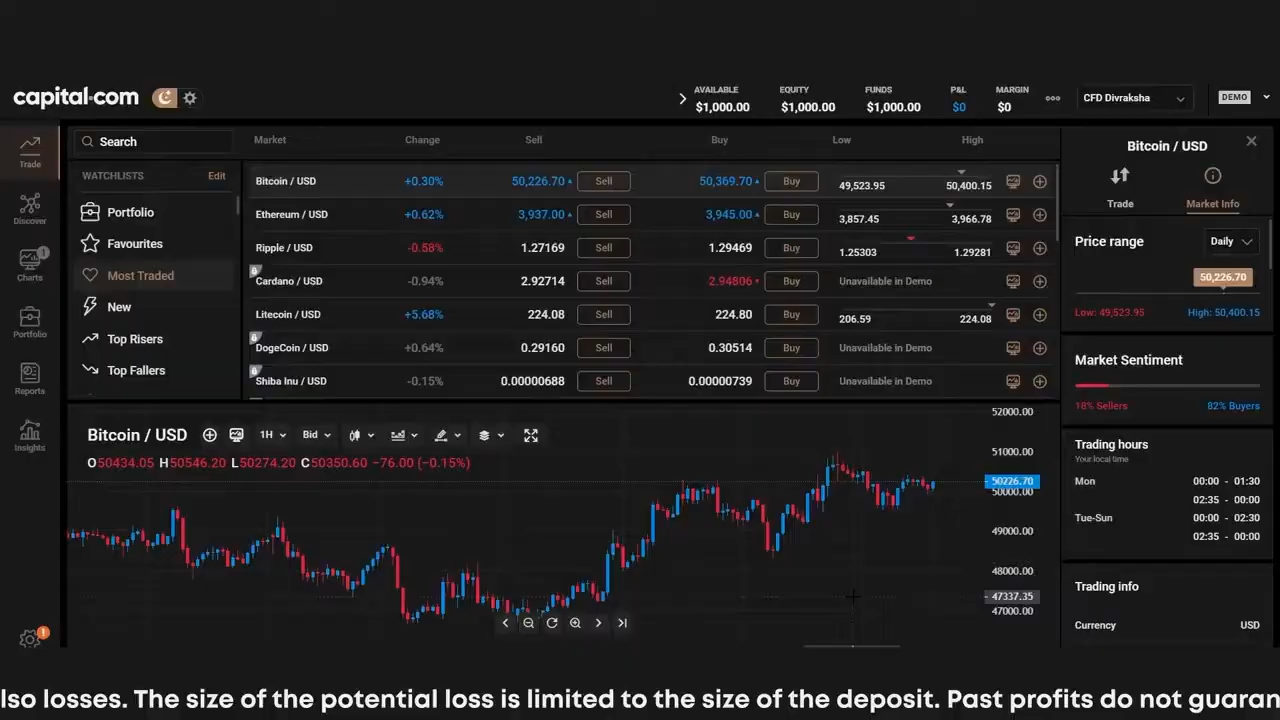 capital.com
AVAILABLE EQUITY FUNDS P&L MARGIN
$1,000.00 $1,000.00 $1,000.00 $0 $0
CFD Divraksha
DEMO
Trade
Discover
Charts
1
Portfolio
Reports
Insights
1
Search
WATCHLISTS Edit
Portfolio
Favourites
Most Traded
New
Top Risers
Top Fallers
Market Change Sell Buy Low High
Bitcoin / USD +0.30% 50,226.70 Sell 50,369.70 Buy 49,523.95 50,400.15
Ethereum / USD +0.62% 3,937.00 Sell 3,945.00 Buy 3,857.45 3,966.78
Ripple / USD -0.58% 1.27169 Sell 1.29469 Buy 1.25303 1.29281
Cardano / USD -0.94% 2.92714 Sell 2.94806 Buy Unavailable in Demo
Litecoin / USD +5.68% 224.08 Sell 224.80 Buy 206.59 224.08
DogeCoin / USD +0.64% 0.29160 Sell 0.30514 Buy Unavailable in Demo
Shiba Inu / USD -0.15% 0.00000688 Sell 0.00000739 Buy Unavailable in Demo
Bitcoin / USD 1H Bid
O50434.05 H50546.20 L50274.20 C50350.60 −76.00 (−0.15%)
52000.00
51000.00
50226.70
50000.00
49000.00
48000.00
47337.35
47000.00
Bitcoin / USD
Trade Market Info
Price range Daily
50,226.70
Low: 49,523.95 High: 50,400.15
Market Sentiment
18% Sellers 82% Buyers
Trading hours
Your local time
Mon 00:00 - 01:30
02:35 - 00:00
Tue-Sun 00:00 - 02:30
02:35 - 00:00
Trading info
Currency USD
lso losses. The size of the potential loss is limited to the size of the deposit. Past profits do not guaran